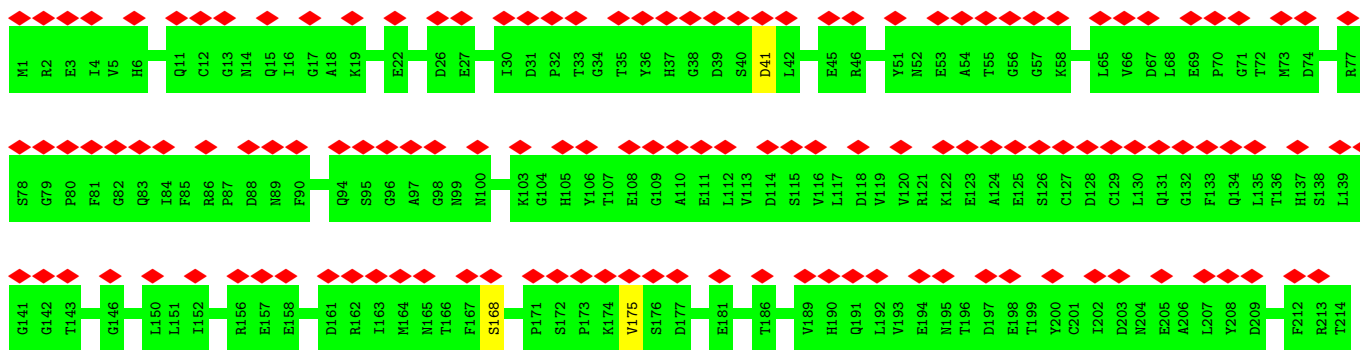 M1 R2 E3 I4 V5 H6 Q11 C12 G13 N14 Q15 I16 G17 A18 K19 E22 D26 E27 I30 D31 P32 T33 G34 T35 Y36 H37 G38 D39 S40 D41 L42 E45 R46 Y51 N52 E53 A54 T55 G56 G57 K58 L65 V66 D67 L68 E69 P70 G71 T72 M73 D74 R77
S78 G79 P80 F81 G82 Q83 I84 F85 R86 P87 D88 N89 F90 Q94 S95 G96 A97 G98 N99 N100 K103 G104 H105 Y106 T107 E108 G109 A110 E111 L112 V113 D114 S115 V116 L117 D118 V119 V120 R121 K122 E123 A124 E125 S126 C127 D128 C129 L130 Q131 G132 F133 Q134 L135 T136 H137 S138 L139
G141 G142 T143 G146 L150 L151 I152 R156 E157 E158 D161 R162 I163 M164 N165 T166 F167 S168 P171 S172 P173 K174 V175 S176 D177 E181 T186 V189 H190 Q191 L192 V193 E194 N195 T196 D197 E198 T199 Y200 C201 I202 D203 N204 E205 A206 L207 Y208 D209 F212 R213 T214